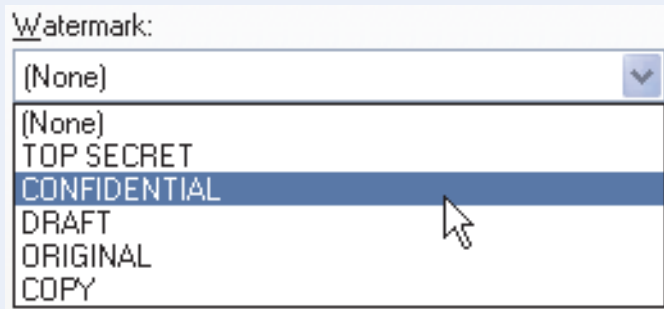 Watermark:
(None)
(None)
TOP SECRET
CONFIDENTIAL
DRAFT
ORIGINAL
COPY